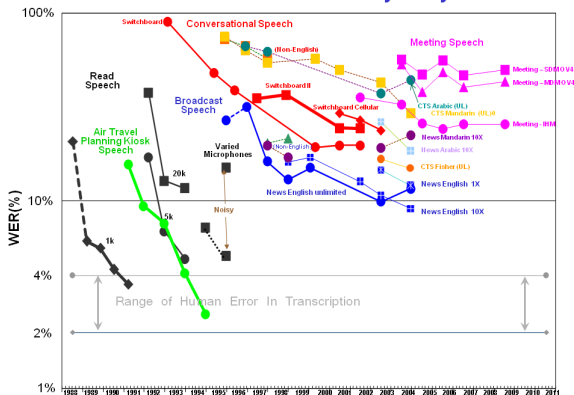 100%
Switchboard
Conversational Speech
(Non-English)
Meeting Speech
Meeting – SDM OV4
Meeting – MDM OV4
Read
Speech
Switchboard II
CTS Arabic (UL)
Broadcast
Speech
Switchboard Cellular
CTS Mandarin (UL)
Meeting - IHM
Air Travel
Planning Kiosk
Speech
Varied
Microphones
(Non-English)
News Mandarin 10X
News Arabic 10X
20k
CTS Fisher (UL)
News English 1X
News English unlimited
Noisy
News English 10X
WER(%)
10%
5k
1k
4%
Range of Human Error In Transcription
2%
1%
1988 1989 1990 1991 1992 1993 1994 1995 1996 1997 1998 1999 2000 2001 2002 2003 2004 2005 2006 2007 2008 2009 2010 2011